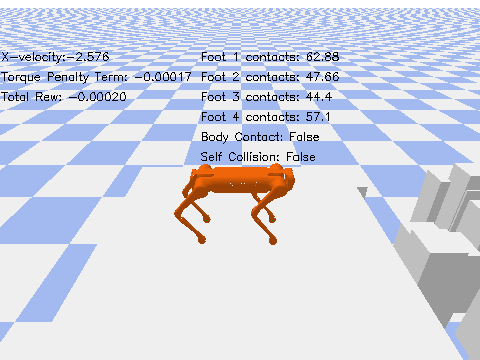 X-velocity:-2.576
Torque Penalty Term: -0.00017
Total Rew: -0.00020
Foot 1 contacts: 62.88
Foot 2 contacts: 47.66
Foot 3 contacts: 44.4
Foot 4 contacts: 57.1
Body Contact: False
Self Collision: False